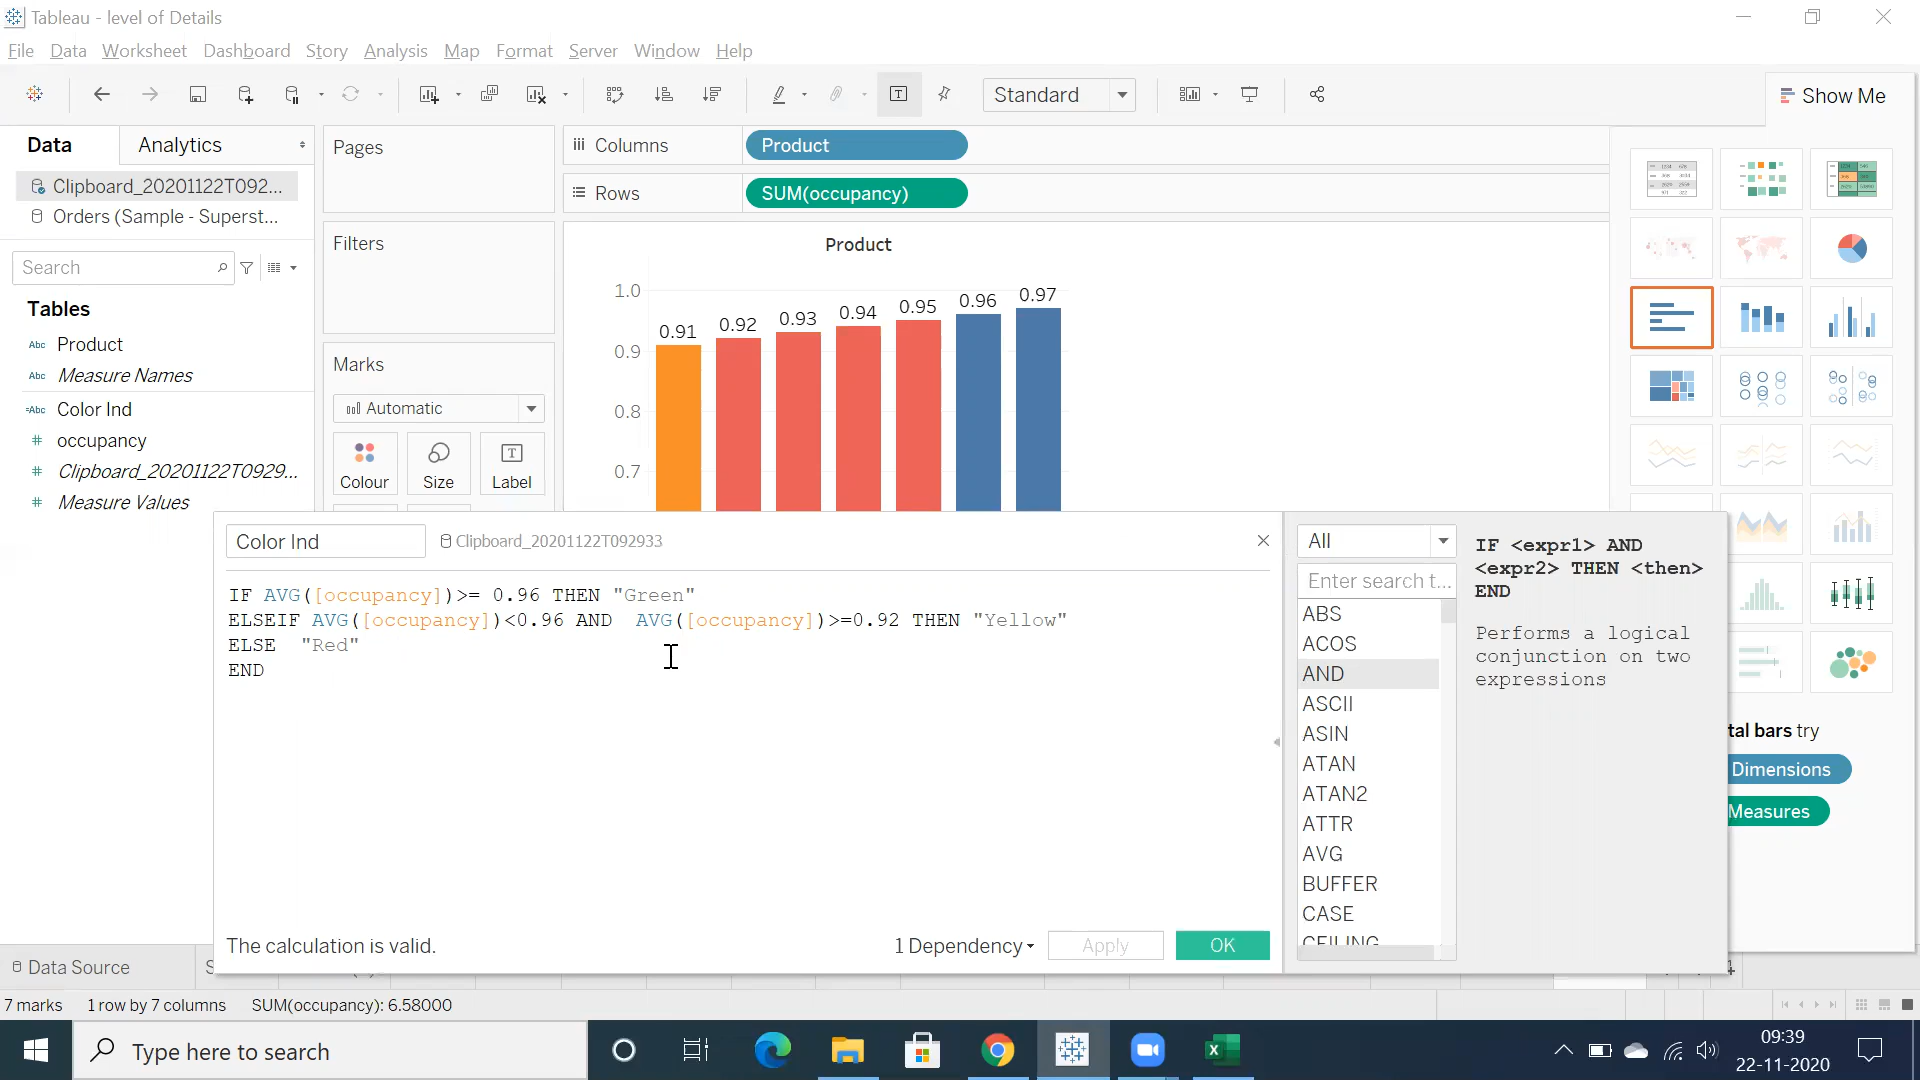 Tableau - level of Details
File Data Worksheet Dashboard Story Analysis Map Format Server Window Help
Standard
Show Me
Data Analytics
Pages
Columns Product
Clipboard_20201122T092...
Orders (Sample - Superst...
Rows SUM(occupancy)
Filters
Product
Search
Tables
Abc Product
Abc Measure Names
=Abc Color Ind
# occupancy
# Clipboard_20201122T0929...
# Measure Values
Marks
Automatic
Colour Size Label
1.0
0.9
0.8
0.7
0.91 0.92 0.93 0.94 0.95 0.96 0.97
Color Ind Clipboard_20201122T092933
IF AVG([occupancy])>= 0.96 THEN "Green"
ELSEIF AVG([occupancy])<0.96 AND  AVG([occupancy])>=0.92 THEN "Yellow"
ELSE  "Red"
END
The calculation is valid.
1 Dependency Apply OK
All
Enter search t...
ABS
ACOS
AND
ASCII
ASIN
ATAN
ATAN2
ATTR
AVG
BUFFER
CASE
CEILING
IF <expr1> AND
<expr2> THEN <then>
END
Performs a logical
conjunction on two
expressions
tal bars try
Dimensions
Measures
Data Source
7 marks 1 row by 7 columns SUM(occupancy): 6.58000
Type here to search
09:39
22-11-2020